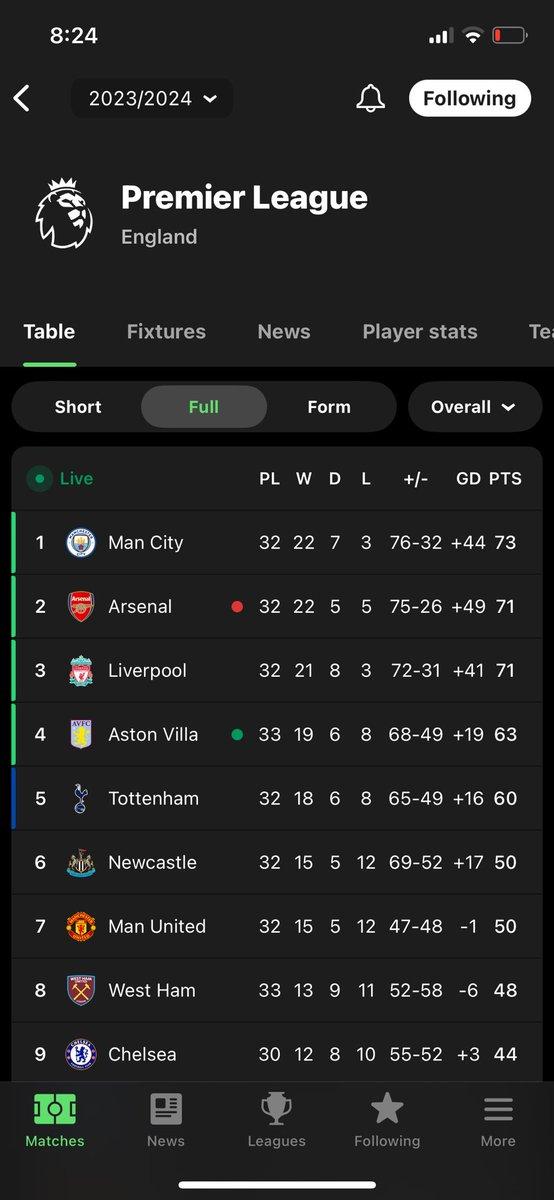 8:24
2023/2024
Following
Premier League
England
Table Fixtures News Player stats Tea
Short Full Form Overall
Live PL W D L +/- GD PTS
1 Man City 32 22 7 3 76-32 +44 73
2 Arsenal 32 22 5 5 75-26 +49 71
3 Liverpool 32 21 8 3 72-31 +41 71
4 Aston Villa 33 19 6 8 68-49 +19 63
5 Tottenham 32 18 6 8 65-49 +16 60
6 Newcastle 32 15 5 12 69-52 +17 50
7 Man United 32 15 5 12 47-48 -1 50
8 West Ham 33 13 9 11 52-58 -6 48
9 Chelsea 30 12 8 10 55-52 +3 44
Matches News Leagues Following More